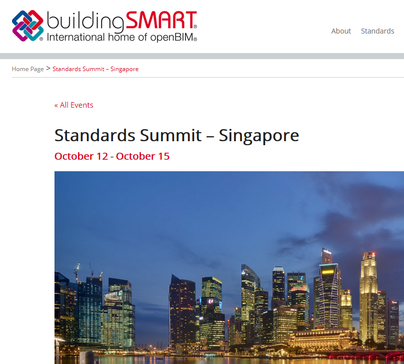 buildingSMART®
International home of openBIM®
About Standards
Home Page > Standards Summit – Singapore
« All Events
Standards Summit – Singapore
October 12 - October 15